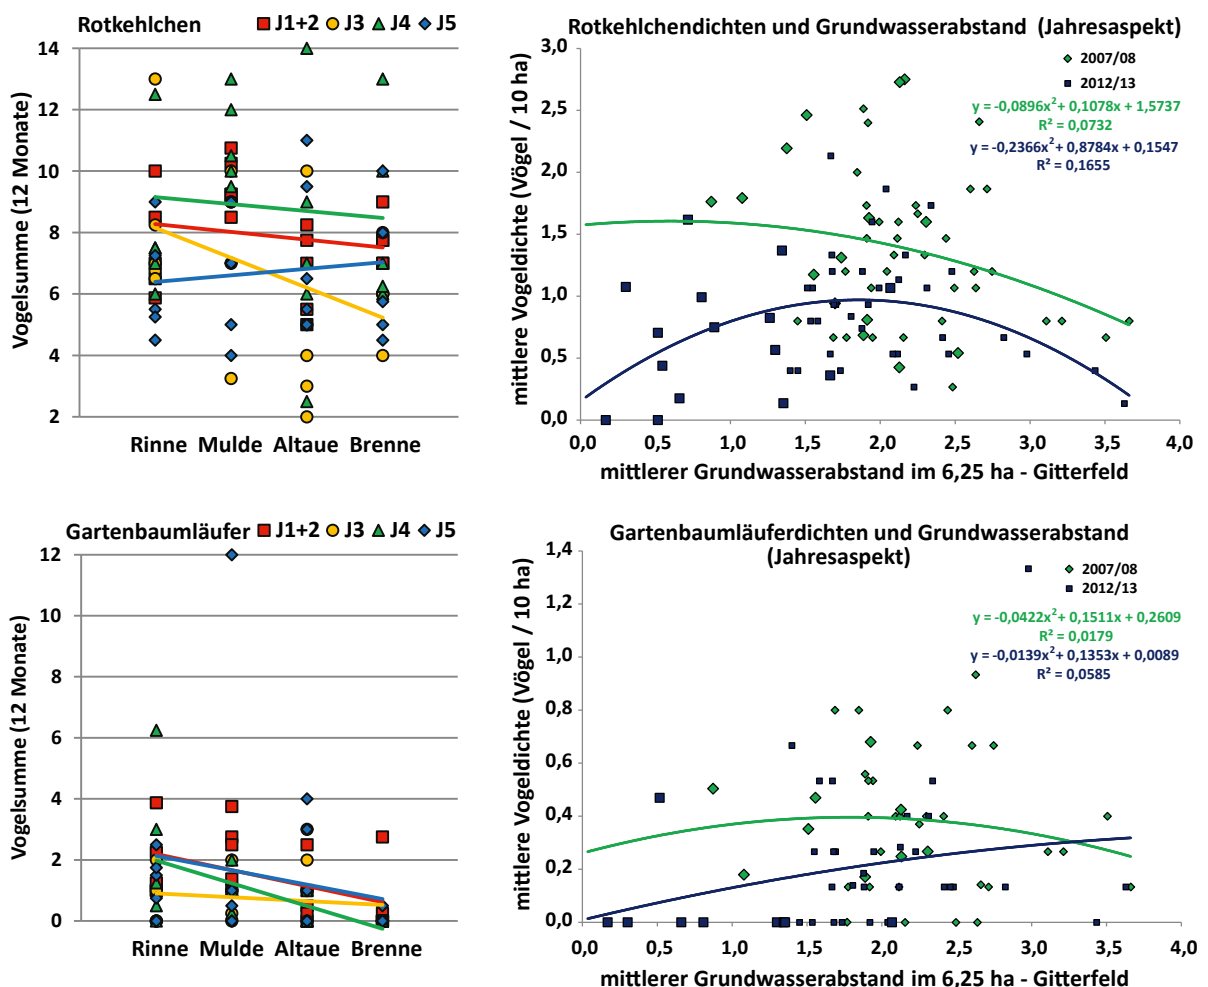 Rotkehlchen J1+2 J3 J4 J5
Vogelsumme (12 Monate)
14
12
10
8
6
4
2
Rinne Mulde Altaue Brenne
Rotkehlchendichten und Grundwasserabstand (Jahresaspekt)
2007/08
2012/13
y = -0,0896x² + 0,1078x + 1,5737
R² = 0,0732
y = -0,2366x² + 0,8784x + 0,1547
R² = 0,1655
mittlere Vogeldichte (Vögel / 10 ha)
3,0
2,5
2,0
1,5
1,0
0,5
0,0
0,0 0,5 1,0 1,5 2,0 2,5 3,0 3,5 4,0
mittlerer Grundwasserabstand im 6,25 ha - Gitterfeld
Gartenbaumläufer J1+2 J3 J4 J5
Vogelsumme (12 Monate)
12
10
8
6
4
2
0
Rinne Mulde Altaue Brenne
Gartenbaumläuferdichten und Grundwasserabstand
(Jahresaspekt)
2007/08
2012/13
y = -0,0422x² + 0,1511x + 0,2609
R² = 0,0179
y = -0,0139x² + 0,1353x + 0,0089
R² = 0,0585
mittlere Vogeldichte (Vögel / 10 ha)
1,4
1,2
1,0
0,8
0,6
0,4
0,2
0,0
0,0 0,5 1,0 1,5 2,0 2,5 3,0 3,5 4,0
mittlerer Grundwasserabstand im 6,25 ha - Gitterfeld